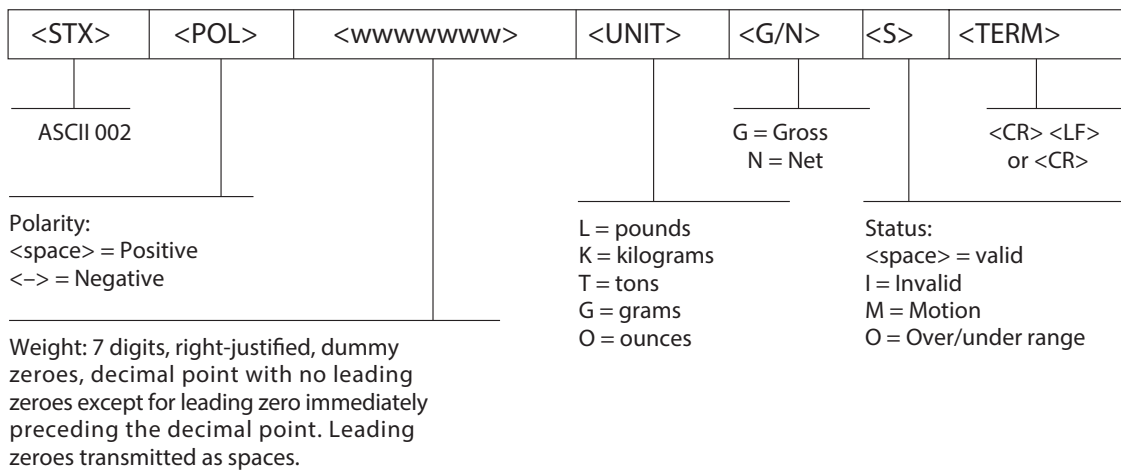 <STX> <POL> <wwwwwww> <UNIT> <G/N> <S> <TERM>
ASCII 002
G = Gross
N = Net
<CR> <LF>
or <CR>
Polarity:
<space> = Positive
<–> = Negative
L = pounds
K = kilograms
T = tons
G = grams
O = ounces
Status:
<space> = valid
I = Invalid
M = Motion
O = Over/under range
Weight: 7 digits, right-justified, dummy
zeroes, decimal point with no leading
zeroes except for leading zero immediately
preceding the decimal point. Leading
zeroes transmitted as spaces.